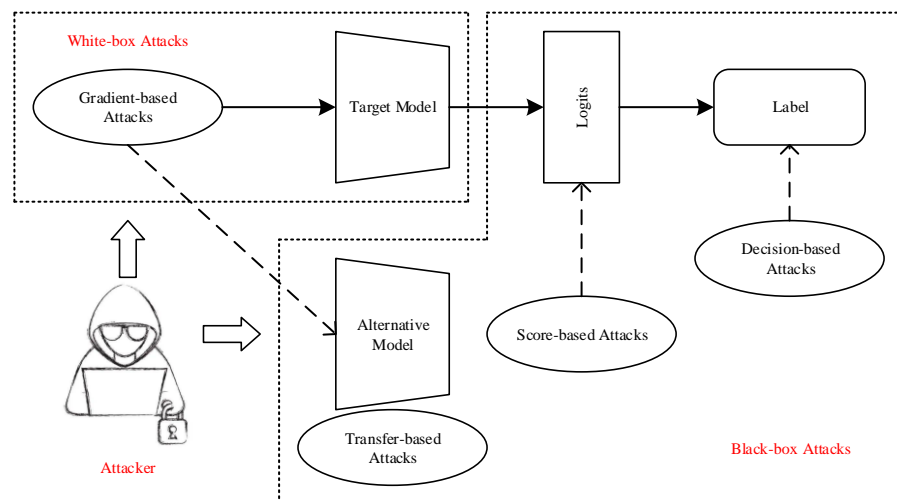 White-box Attacks
Gradient-based
Attacks
Target Model
Logits
Label
Decision-based
Attacks
Alternative
Model
Score-based Attacks
Transfer-based
Attacks
Attacker
Black-box Attacks